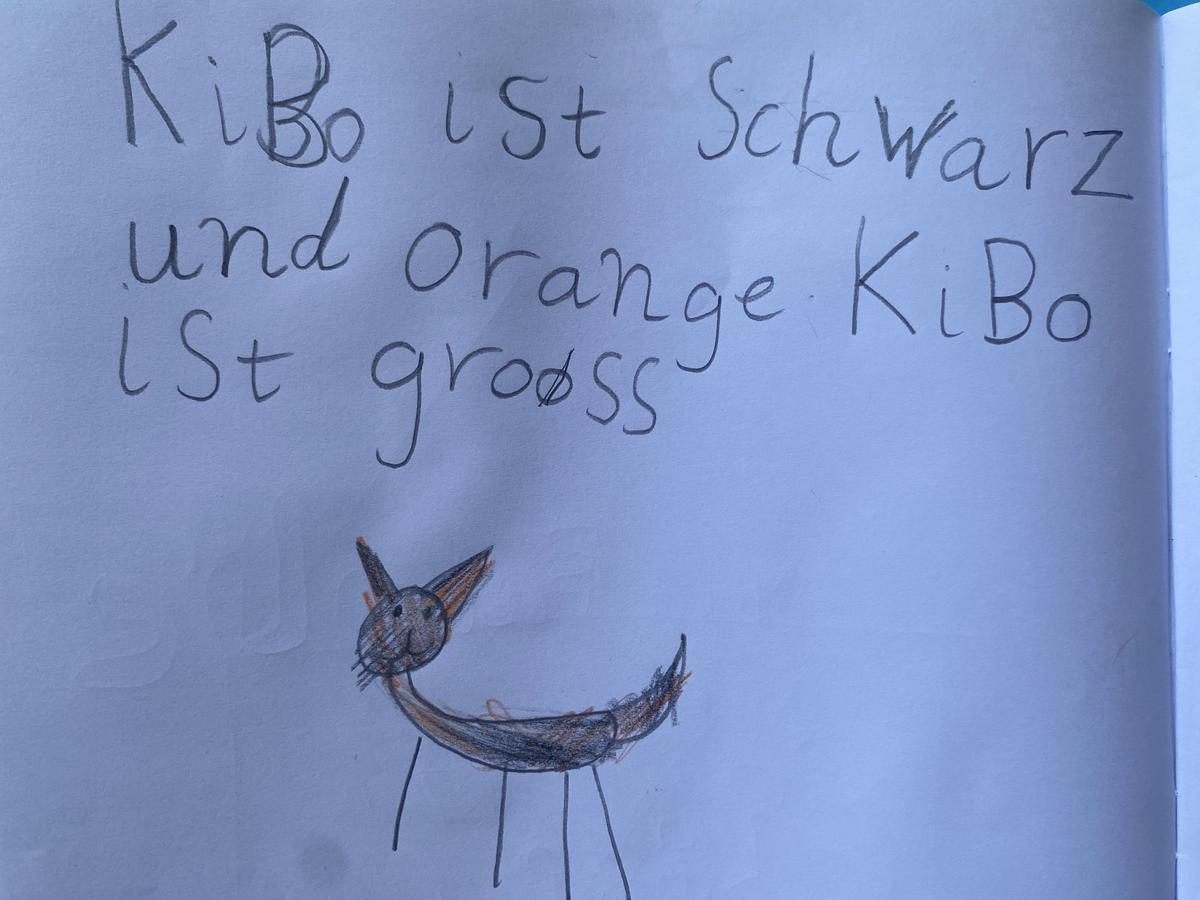 KiBo ist Schwarz
und orange KiBo
ist gross